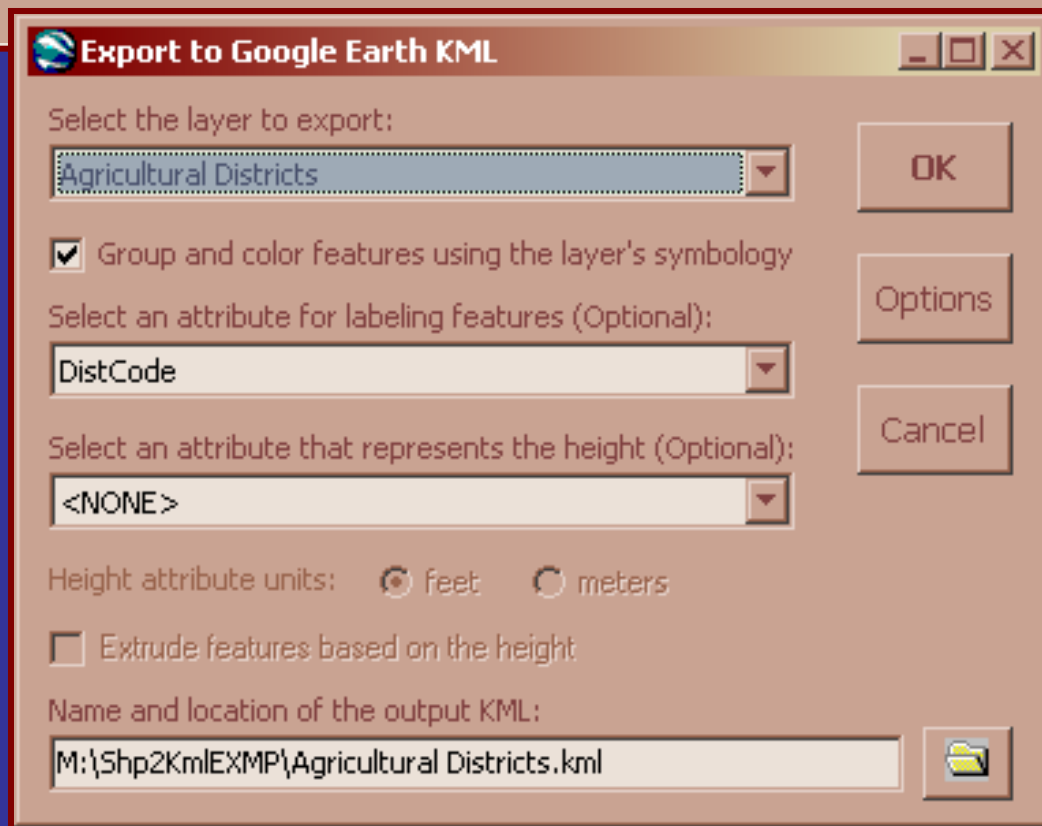 Export to Google Earth KML
Select the layer to export:
Agricultural Districts
OK
Group and color features using the layer's symbology
Options
Select an attribute for labeling features (Optional):
DistCode
Cancel
Select an attribute that represents the height (Optional):
<NONE>
Height attribute units: feet meters
Extrude features based on the height
Name and location of the output KML:
M:\Shp2KmlEXMP\Agricultural Districts.kml